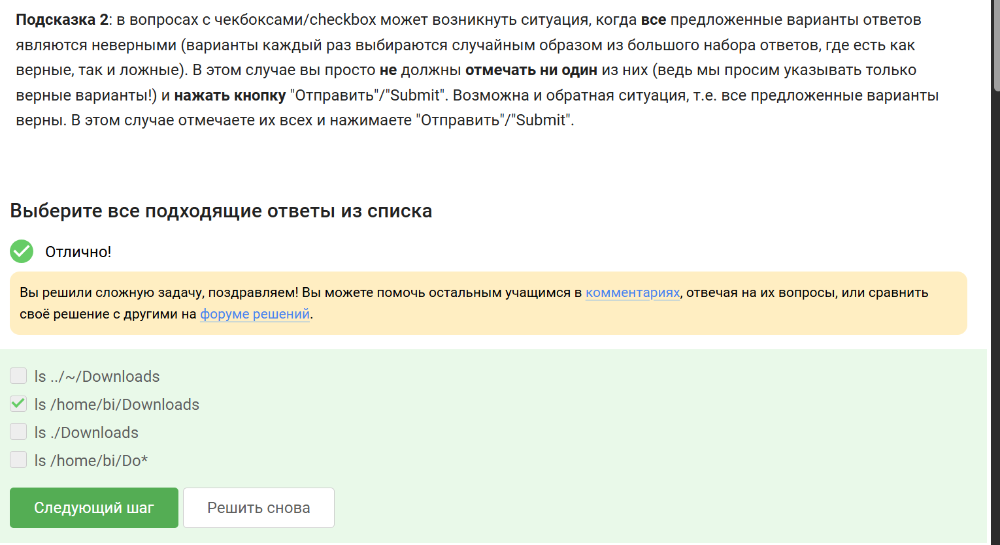 Подсказка 2: в вопросах с чекбоксами/checkbox может возникнуть ситуация, когда все предложенные варианты ответов
являются неверными (варианты каждый раз выбираются случайным образом из большого набора ответов, где есть как
верные, так и ложные). В этом случае вы просто не должны отмечать ни один из них (ведь мы просим указывать только
верные варианты!) и нажать кнопку "Отправить"/"Submit". Возможна и обратная ситуация, т.е. все предложенные варианты
верны. В этом случае отмечаете их всех и нажимаете "Отправить"/"Submit".
Выберите все подходящие ответы из списка
Отлично!
Вы решили сложную задачу, поздравляем! Вы можете помочь остальным учащимся в комментариях, отвечая на их вопросы, или сравнить
своё решение с другими на форуме решений.
ls ../~/Downloads
ls /home/bi/Downloads
ls ./Downloads
ls /home/bi/Do*
Следующий шаг
Решить снова